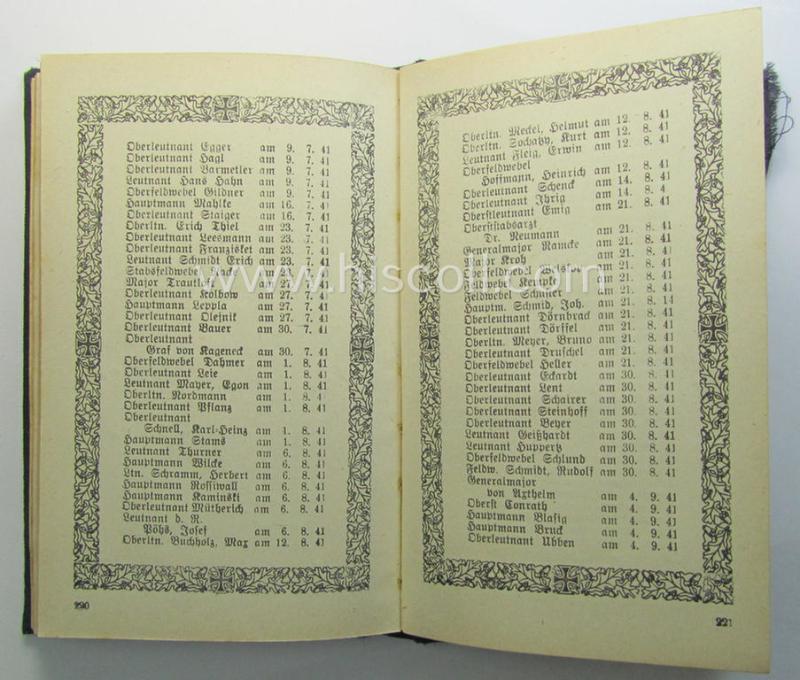 Oberleutnant Egger am 9. 7. 41
Oberleutnant Hagl am 9. 7. 41
Oberleutnant Barmetler am 9. 7. 41
Leutnant Hans Hahn am 9. 7. 41
Oberfeldwebel Gildner am 9. 7. 41
Hauptmann Mahlke am 16. 7. 41
Oberleutnant Staiger am 16. 7. 41
Oberltn. Erich Thiel am 23. 7. 41
Oberleutnant Leesmann am 23. 7. 41
Oberleutnant Franzisket am 23. 7. 41
Leutnant Schmidt Erich am 23. 7. 41
Stabsfeldwebel am 27. 7. 41
Major Trautloft am 27. 7. 41
Oberleutnant Kolbow am 27. 7. 41
Hauptmann Leppla am 27. 7. 41
Oberleutnant Olejnik am 27. 7. 41
Oberleutnant Bauer am 30. 7. 41
Oberleutnant
Graf von Kageneck am 30. 7. 41
Oberfeldwebel Dahmer am 1. 8. 41
Oberleutnant Leie am 1. 8. 41
Leutnant Mayer, Egon am 1. 8. 41
Oberltn. Nordmann am 1. 8. 41
Oberleutnant Pflanz am 1. 8. 41
Oberleutnant
Schnell, Karl-Heinz am 1. 8. 41
Hauptmann Stams am 1. 8. 41
Leutnant Thurner am 6. 8. 41
Hauptmann Wilcke am 6. 8. 41
Ltn. Schramm, Herbert am 6. 8. 41
Hauptmann Roßiwall am 6. 8. 41
Hauptmann Kaminski am 6. 8. 41
Oberleutnant Mütherich am 6. 8. 41
Leutnant d. R.
Pöhs, Josef am 6. 8. 41
Oberltn. Buchholz, Max am 12. 8. 41
290
Oberltn. Meckel, Helmut am 12. 8. 41
Oberltn. Sochatzy, Kurt am 12. 8. 41
Leutnant Fleig, Erwin am 12. 8. 41
Oberfeldwebel
Hoffmann, Heinrich am 12. 8. 41
Oberleutnant Schenck am 14. 8. 41
Oberleutnant Ihrig am 14. 8. 4
Oberstleutnant Emig am 21. 8. 41
Oberstabsarzt
Dr. Neumann am 21. 8. 41
Generalmajor Ramcke am 21. 8. 41
Major Kroh am 21. 8. 41
Oberfeldwebel am 21. 8. 41
Feldwebel am 21. 8. 41
Feldwebel am 21. 8. 41
Hauptm. Schmid, Joh. am 21. 8. 14
Oberleutnant Dörnbrack am 21. 8. 41
Oberleutnant Dörffel am 21. 8. 41
Oberltn. Meyer, Bruno am 21. 8. 41
Oberleutnant Druschel am 21. 8. 41
Oberfeldwebel Heller am 21. 8. 41
Oberleutnant Eckardt am 30. 8. 41
Oberleutnant Lent am 30. 8. 41
Oberleutnant Schairer am 30. 8. 41
Oberleutnant Steinhoff am 30. 8. 41
Oberleutnant Beyer am 30. 8. 41
Leutnant Geißhardt am 30. 8. 41
Leutnant Huppertz am 30. 8. 41
Oberfeldwebel Schlund am 30. 8. 41
Feldw. Schmidt, Rudolf am 30. 8. 41
Generalmajor
von Axthelm am 4. 9. 41
Oberst Conrath am 4. 9. 41
Hauptmann Blasig am 4. 9. 41
Hauptmann Bruck am 4. 9. 41
Oberleutnant Ubben am 4. 9. 41
221
www.hiscoll.com